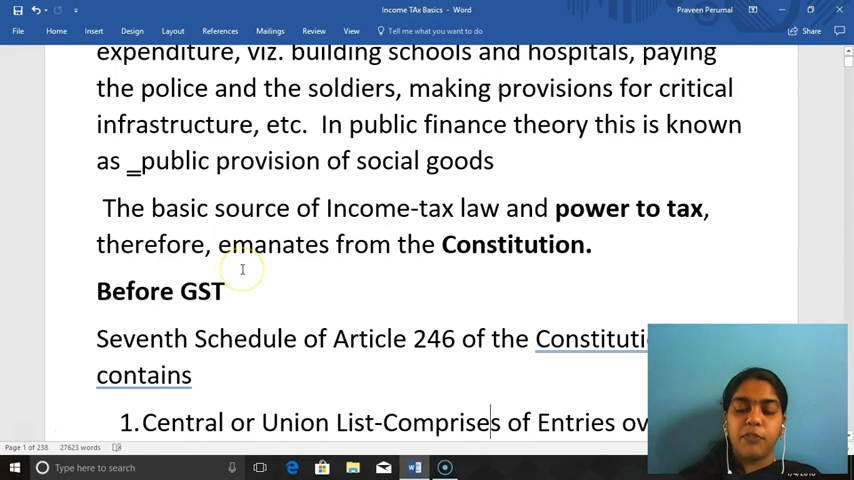 Income TAx Basics - Word
Praveen Perumal
File Home Insert Draw Design Layout References Mailings Review View Tell me what you want to do Share
expenditure, viz. building schools and hospitals, paying
the police and the soldiers, making provisions for critical
infrastructure, etc. In public finance theory this is known
as _public provision of social goods
The basic source of Income-tax law and power to tax,
therefore, emanates from the Constitution.
Before GST
Seventh Schedule of Article 246 of the Constituti
contains
1. Central or Union List-Comprises of Entries ov
Page 1 of 238 27623 words
Type here to search